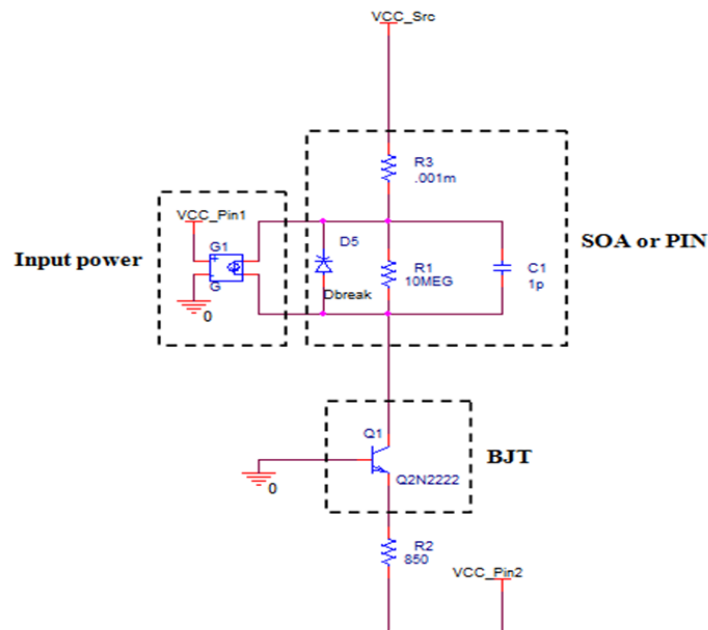 VCC_Src
R3
.001m
SOA or PIN
VCC_Pin1
Input power
G1
+
-
G
0
D5
Dbreak
R1
10MEG
C1
1p
Q1
Q2N2222
BJT
0
R2
850
VCC_Pin2